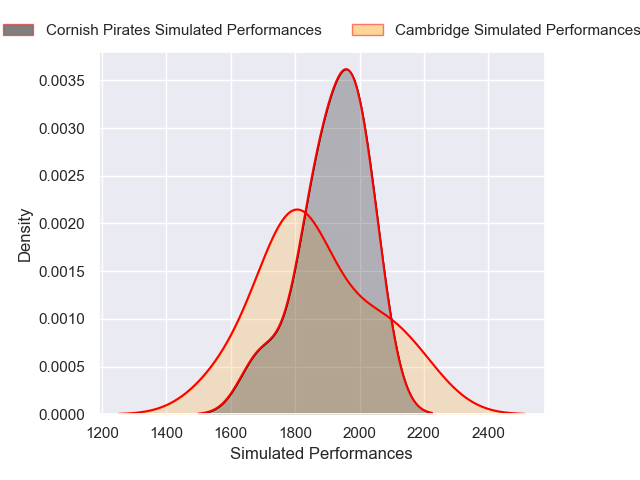 Cornish Pirates Simulated Performances
Cambridge Simulated Performances
0.0035
0.0030
0.0025
0.0020
0.0015
0.0010
0.0005
0.0000
Density
1200 1400 1600 1800 2000 2200 2400
Simulated Performances